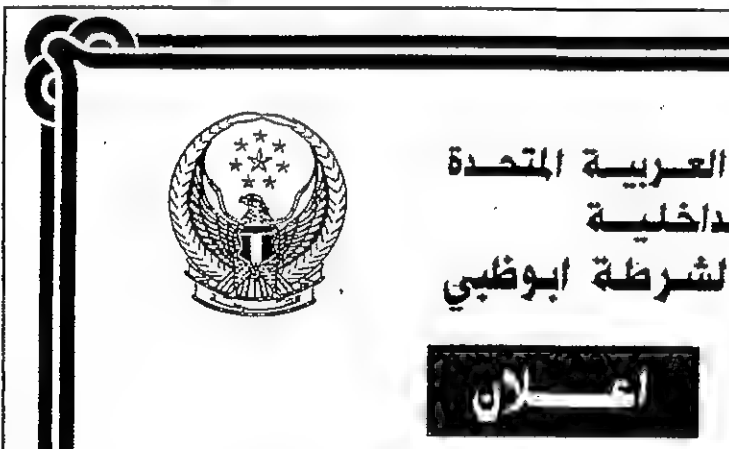 العربية المتحدة
داخلية
لشرطة ابوظبي
اعلان